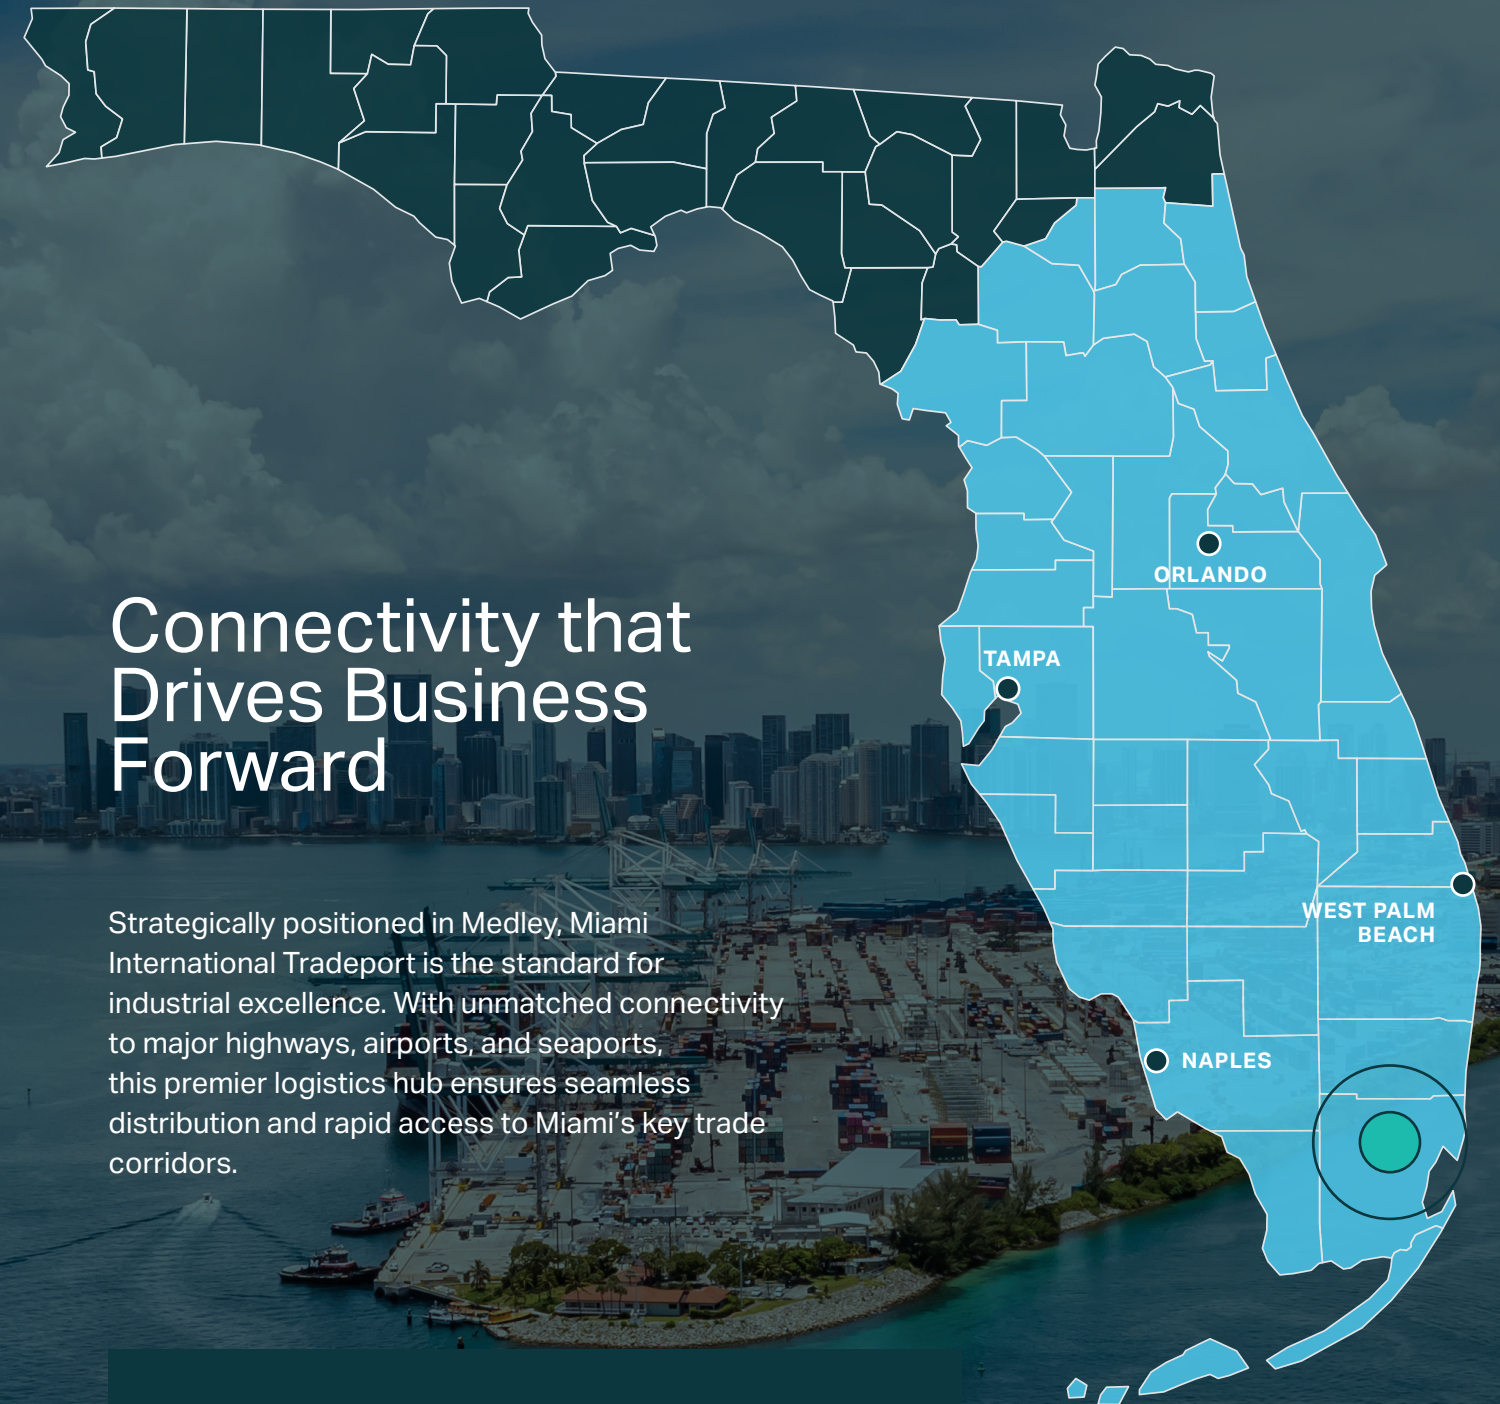 Connectivity that
Drives Business
Forward
Strategically positioned in Medley, Miami
International Tradeport is the standard for
industrial excellence. With unmatched connectivity
to major highways, airports, and seaports,
this premier logistics hub ensures seamless
distribution and rapid access to Miami’s key trade
corridors.
ORLANDO
TAMPA
WEST PALM
BEACH
NAPLES